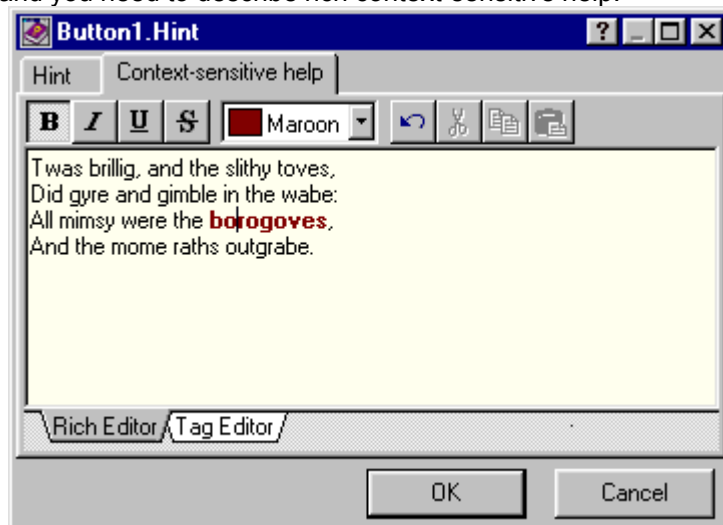 and you need to describe rich context-sensitive help:
Button1.Hint
Hint Context-sensitive help
B I U S Maroon
Twas brillig, and the slithy toves,
Did gyre and gimble in the wabe:
All mimsy were the borogoves,
And the mome raths outgrabe.
Rich Editor Tag Editor
OK Cancel